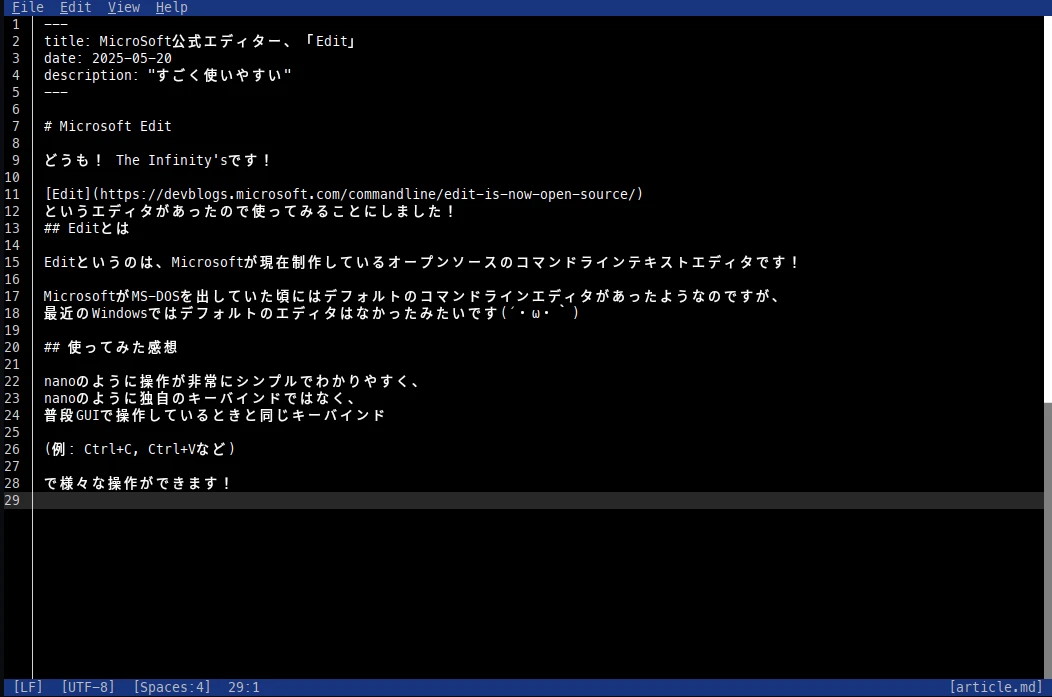 File Edit View Help
1 ---
2 title: MicroSoft公式エディター、「Edit」
3 date: 2025-05-20
4 description: "すごく使いやすい"
5 ---
6
7 # Microsoft Edit
8
9 どうも！ The Infinity'sです！
10
11 [Edit](https://devblogs.microsoft.com/commandline/edit-is-now-open-source/)
12 というエディタがあったので使ってみることにしました！
13 ## Editとは
14
15 Editというのは、Microsoftが現在制作しているオープンソースのコマンドラインテキストエディタです！
16
17 MicrosoftがMS-DOSを出していた頃にはデフォルトのコマンドラインエディタがあったようなのですが、
18 最近のWindowsではデフォルトのエディタはなかったみたいです(´・ω・｀)
19
20 ## 使ってみた感想
21
22 nanoのように操作が非常にシンプルでわかりやすく、
23 nanoのように独自のキーバインドではなく、
24 普段GUIで操作しているときと同じキーバインド
25
26 (例: Ctrl+C, Ctrl+Vなど)
27
28 で様々な操作ができます！
29
[LF] [UTF-8] [Spaces:4] 29:1 [article.md]